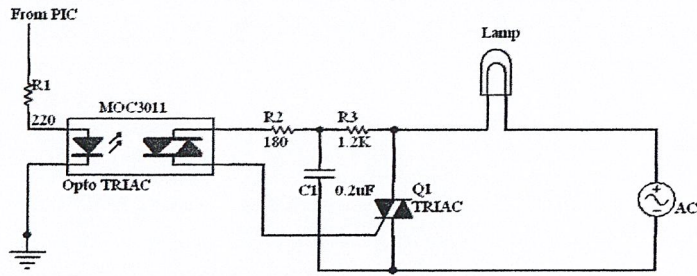 From PIC
Lamp
R1
MOC3011
220
R2
R3
180
1.2K
Opto TRIAC
C1
0.2uF
Q1
TRIAC
AC